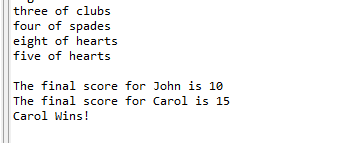 three of clubs
four of spades
eight of hearts
five of hearts
The final score for John is 10
The final score for Carol is 15
Carol Wins!